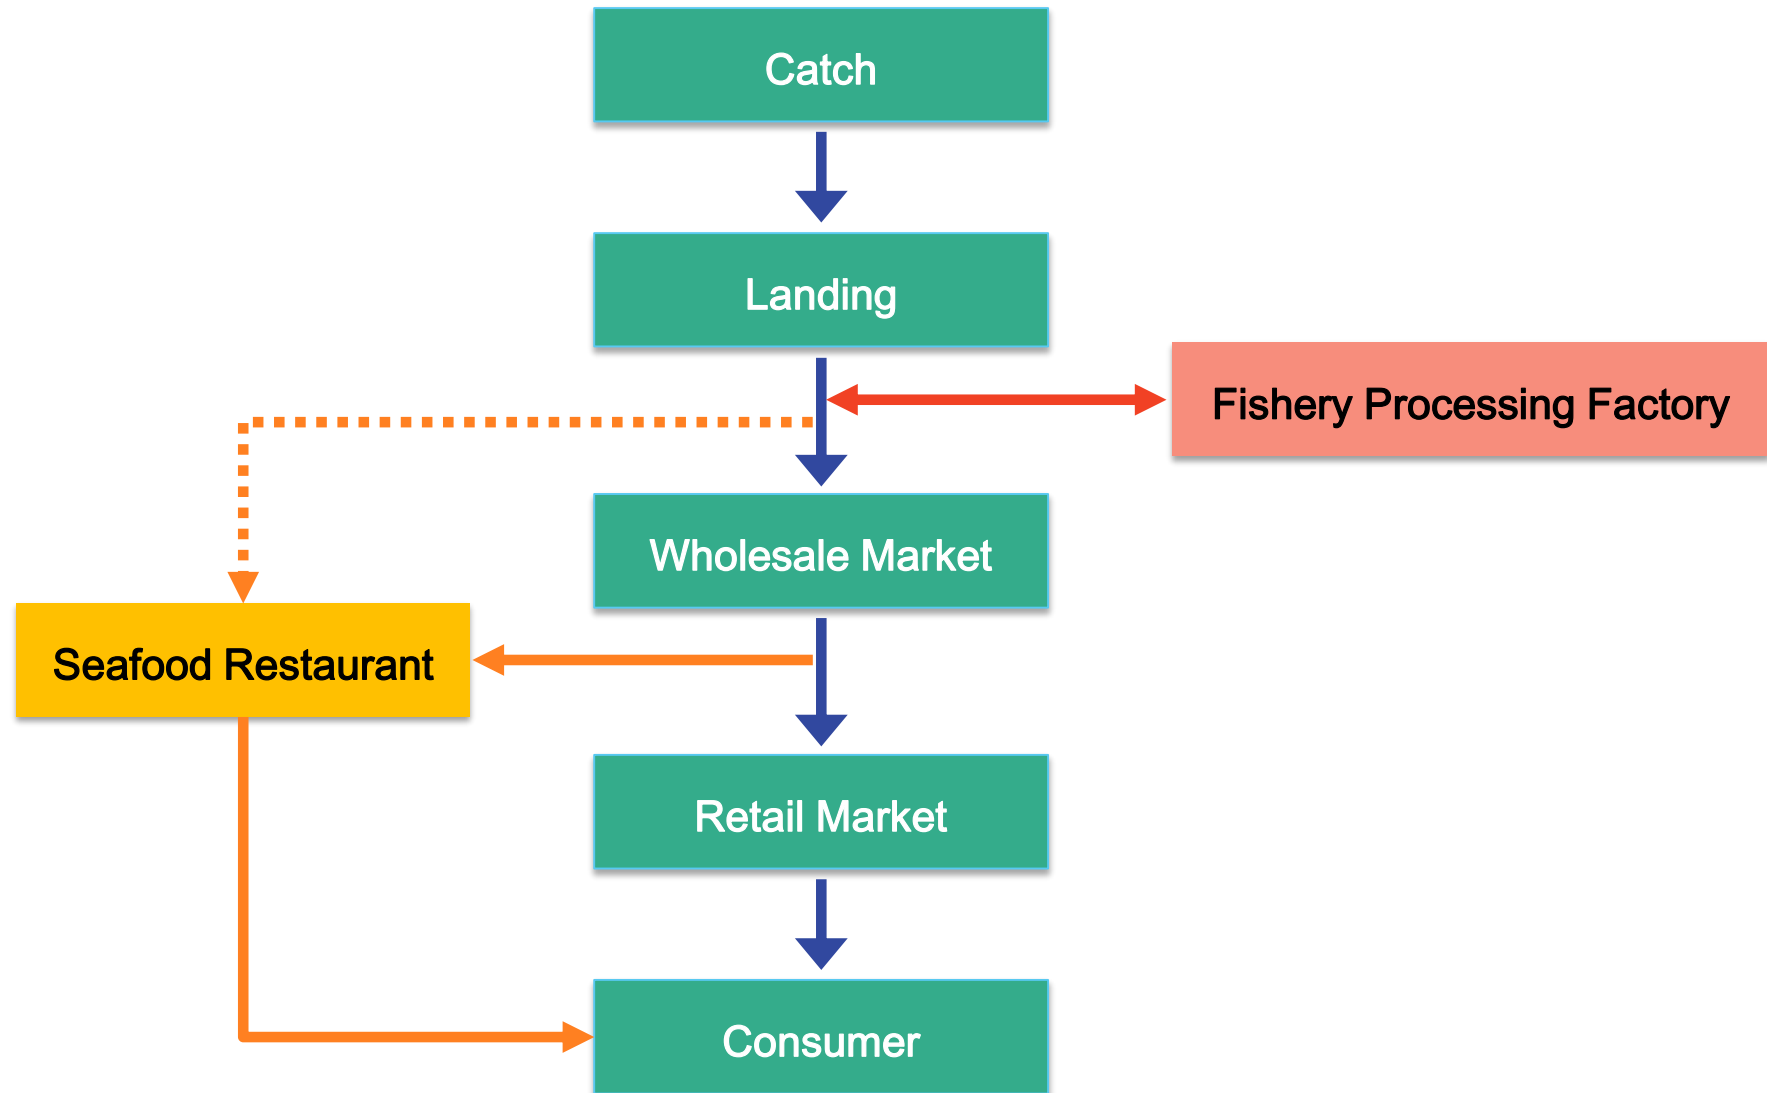 Catch
Landing
Fishery Processing Factory
Wholesale Market
Seafood Restaurant
Retail Market
Consumer